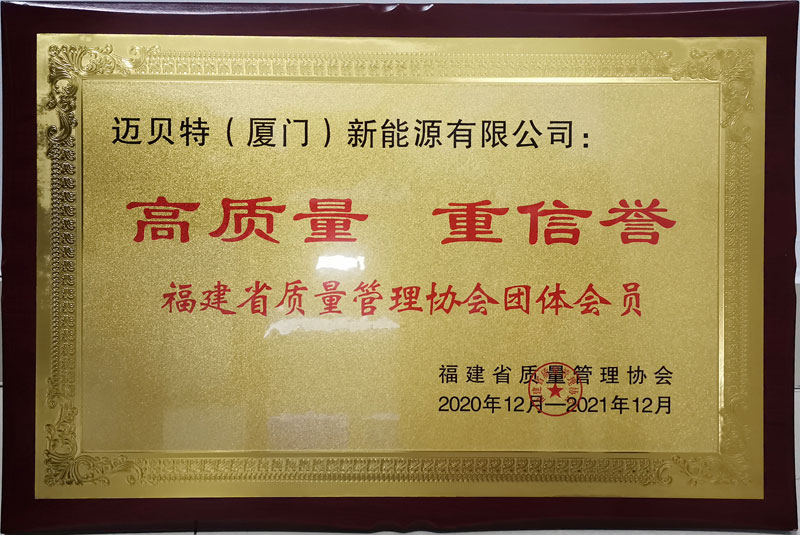 迈贝特（厦门）新能源有限公司：
高质量 重信誉
福建省质量管理协会团体会员
福建省质量管理协会
2020年12月—2021年12月